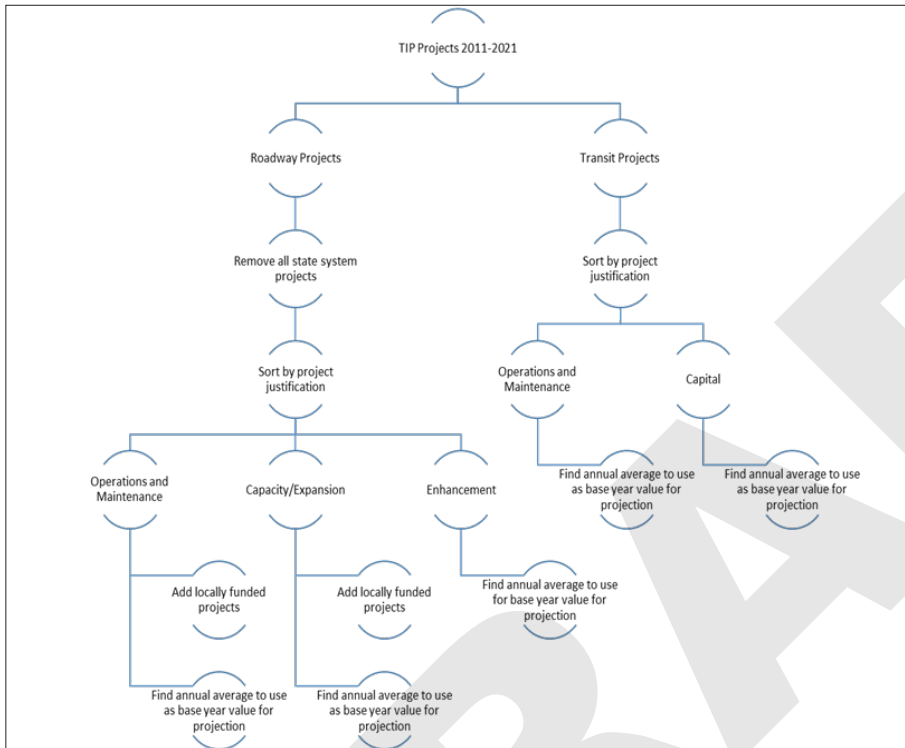 TIP Projects 2011-2021
Roadway Projects
Transit Projects
Remove all state system
projects
Sort by project
justification
Sort by project
justification
Operations and
Maintenance
Capital
Operations and
Maintenance
Capacity/Expansion
Enhancement
Find annual average to use
as base year value for
projection
Find annual average to use
as base year value for
projection
Add locally funded
projects
Add locally funded
projects
Find annual average to use
for base year value for
projection
Find annual average to use
as base year value for
projection
Find annual average to use
as base year value for
projection